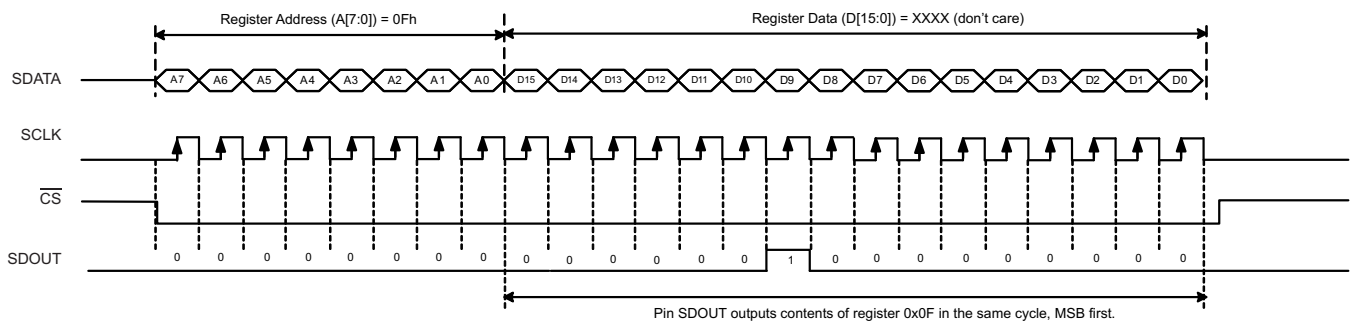 Register Address (A[7:0]) = 0Fh Register Data (D[15:0]) = XXXX (don't care)
SDATA A7 A6 A5 A4 A3 A2 A1 A0 D15 D14 D13 D12 D11 D10 D9 D8 D7 D6 D5 D4 D3 D2 D1 D0
SCLK
CS
SDOUT 0 0 0 0 0 0 0 0 0 0 0 0 0 0 1 0 0 0 0 0 0 0 0 0
Pin SDOUT outputs contents of register 0x0F in the same cycle, MSB first.